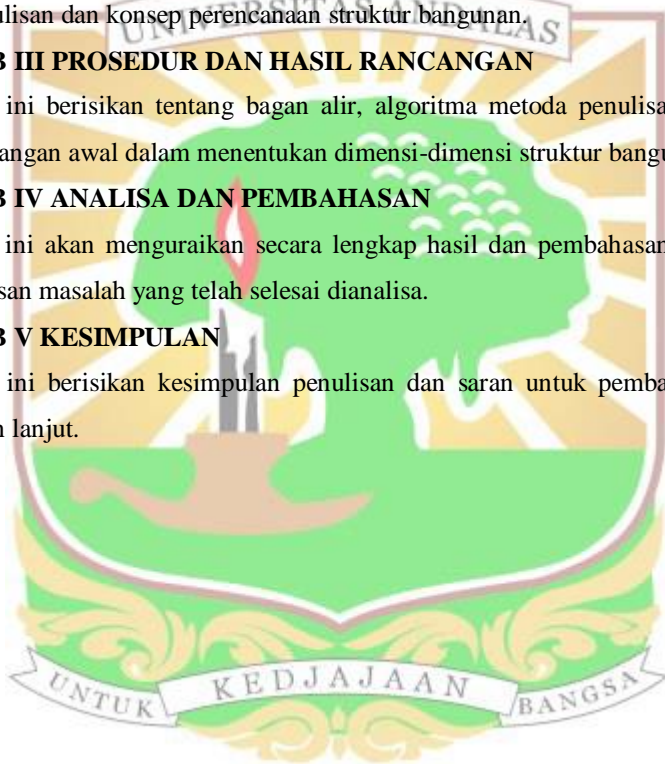 ulisan dan konsep perencanaan struktur bangunan.
UNIVERSITAS ANDALAS
B III PROSEDUR DAN HASIL RANCANGAN
ini berisikan tentang bagan alir, algoritma metoda penulisa
angan awal dalam menentukan dimensi-dimensi struktur bangu
B IV ANALISA DAN PEMBAHASAN
ini akan menguraikan secara lengkap hasil dan pembahasan
san masalah yang telah selesai dianalisa.
B V KESIMPULAN
ini berisikan kesimpulan penulisan dan saran untuk pemba
h lanjut.
UNTUK KEDJAJAAN BANGSA